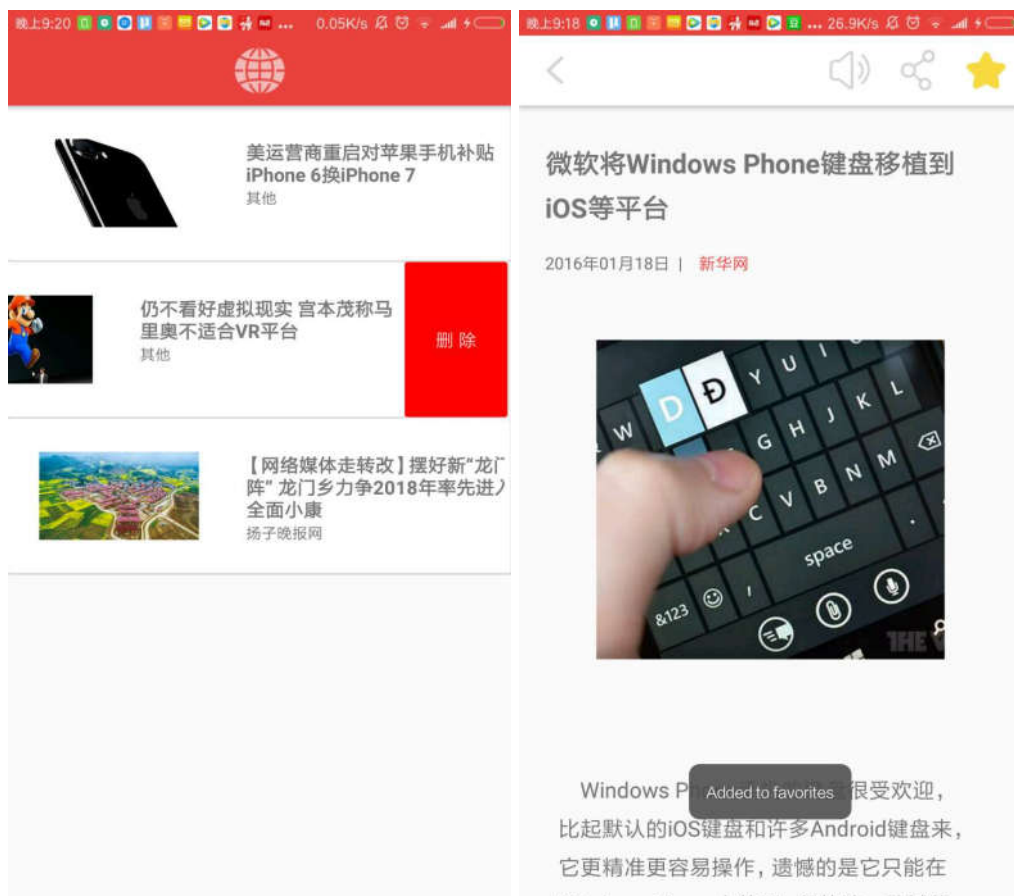 晚上9:20 ... 0.05K/s
美运营商重启对苹果手机补贴
iPhone 6换iPhone 7
其他
仍不看好虚拟现实 宫本茂称马
里奥不适合VR平台
其他
删 除
【网络媒体走转改】摆好新“龙门
阵” 龙门乡力争2018年率先进入
全面小康
扬子晚报网
晚上9:18 ... 26.9K/s
微软将Windows Phone键盘移植到
iOS等平台
2016年01月18日 | 新华网
W D Đ Y U I
G H J K L
C V B N M
space
&123
THE
Windows 很受欢迎，
Added to favorites
比起默认的iOS键盘和许多Android键盘来，
它更精准更容易操作，遗憾的是它只能在